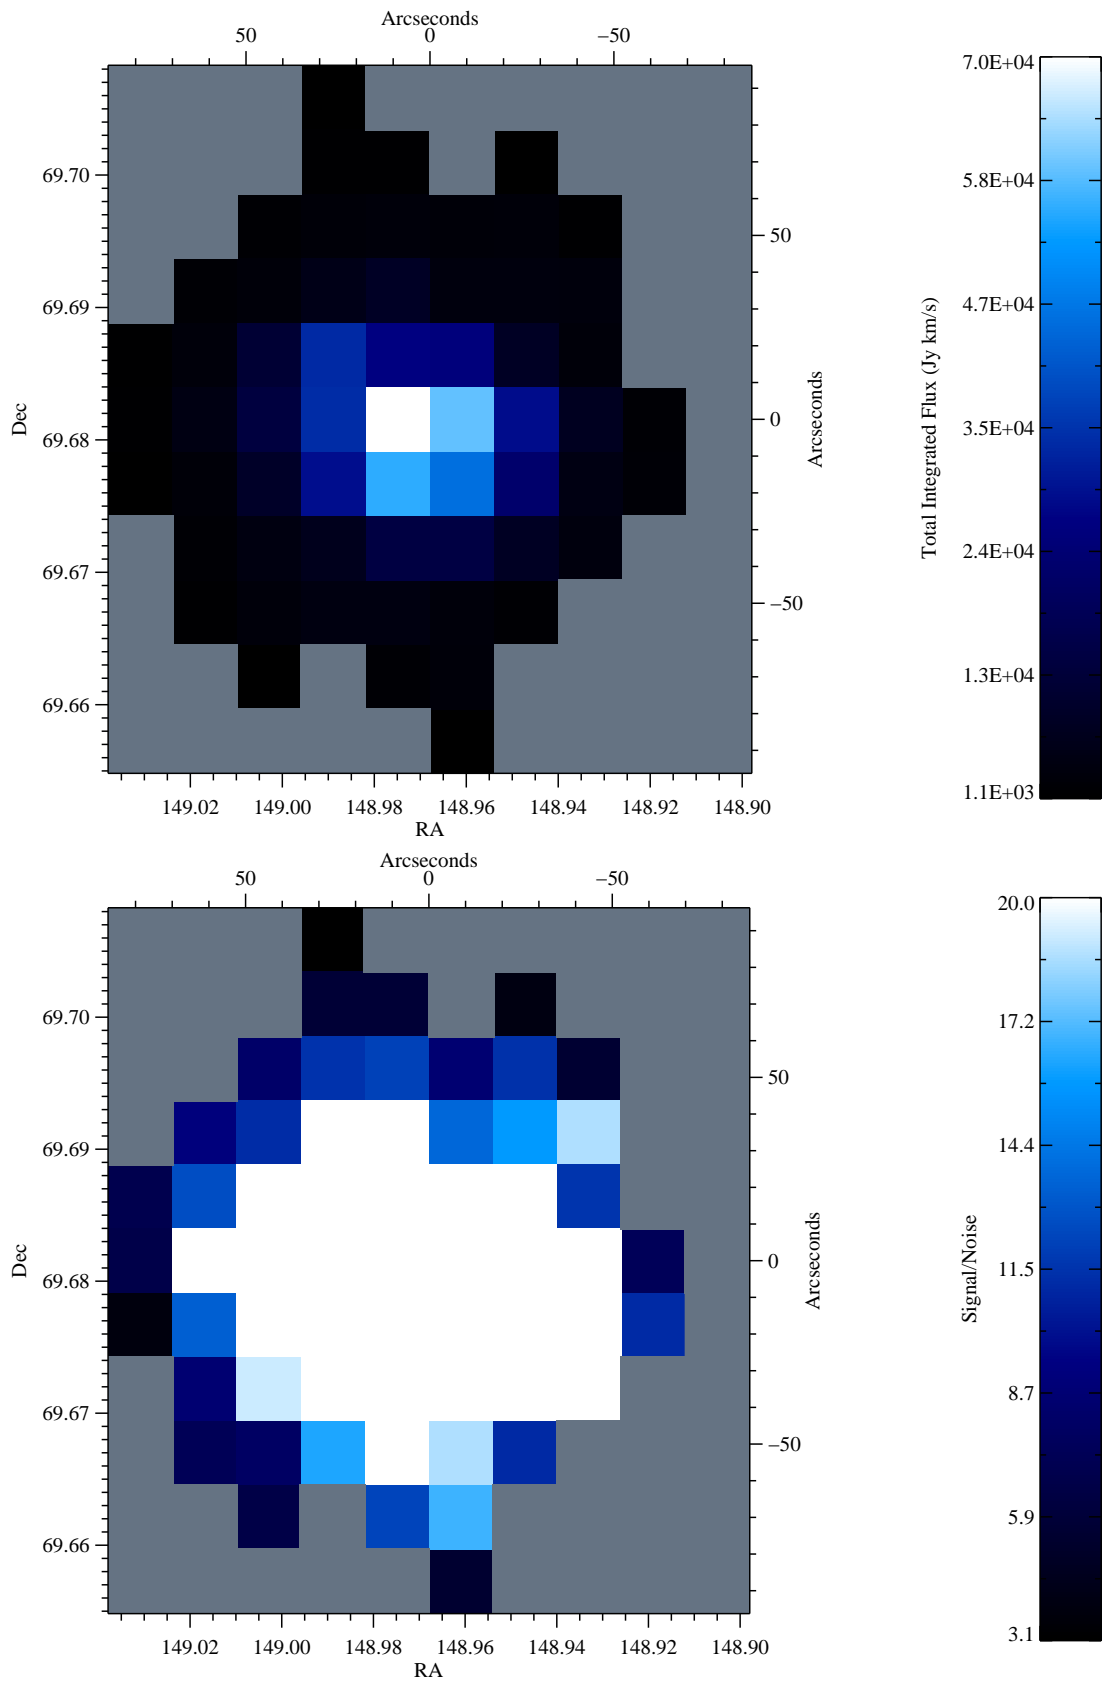 Arcseconds
50 0 −50
69.70
69.69
69.68
69.67
69.66
Dec
50
0
−50
Arcseconds
149.02 149.00 148.98 148.96 148.94 148.92 148.90
RA
Total Integrated Flux (Jy km/s)
7.0E+04
5.8E+04
4.7E+04
3.5E+04
2.4E+04
1.3E+04
1.1E+03
Arcseconds
50 0 −50
69.70
69.69
69.68
69.67
69.66
Dec
50
0
−50
Arcseconds
149.02 149.00 148.98 148.96 148.94 148.92 148.90
RA
Signal/Noise
20.0
17.2
14.4
11.5
8.7
5.9
3.1